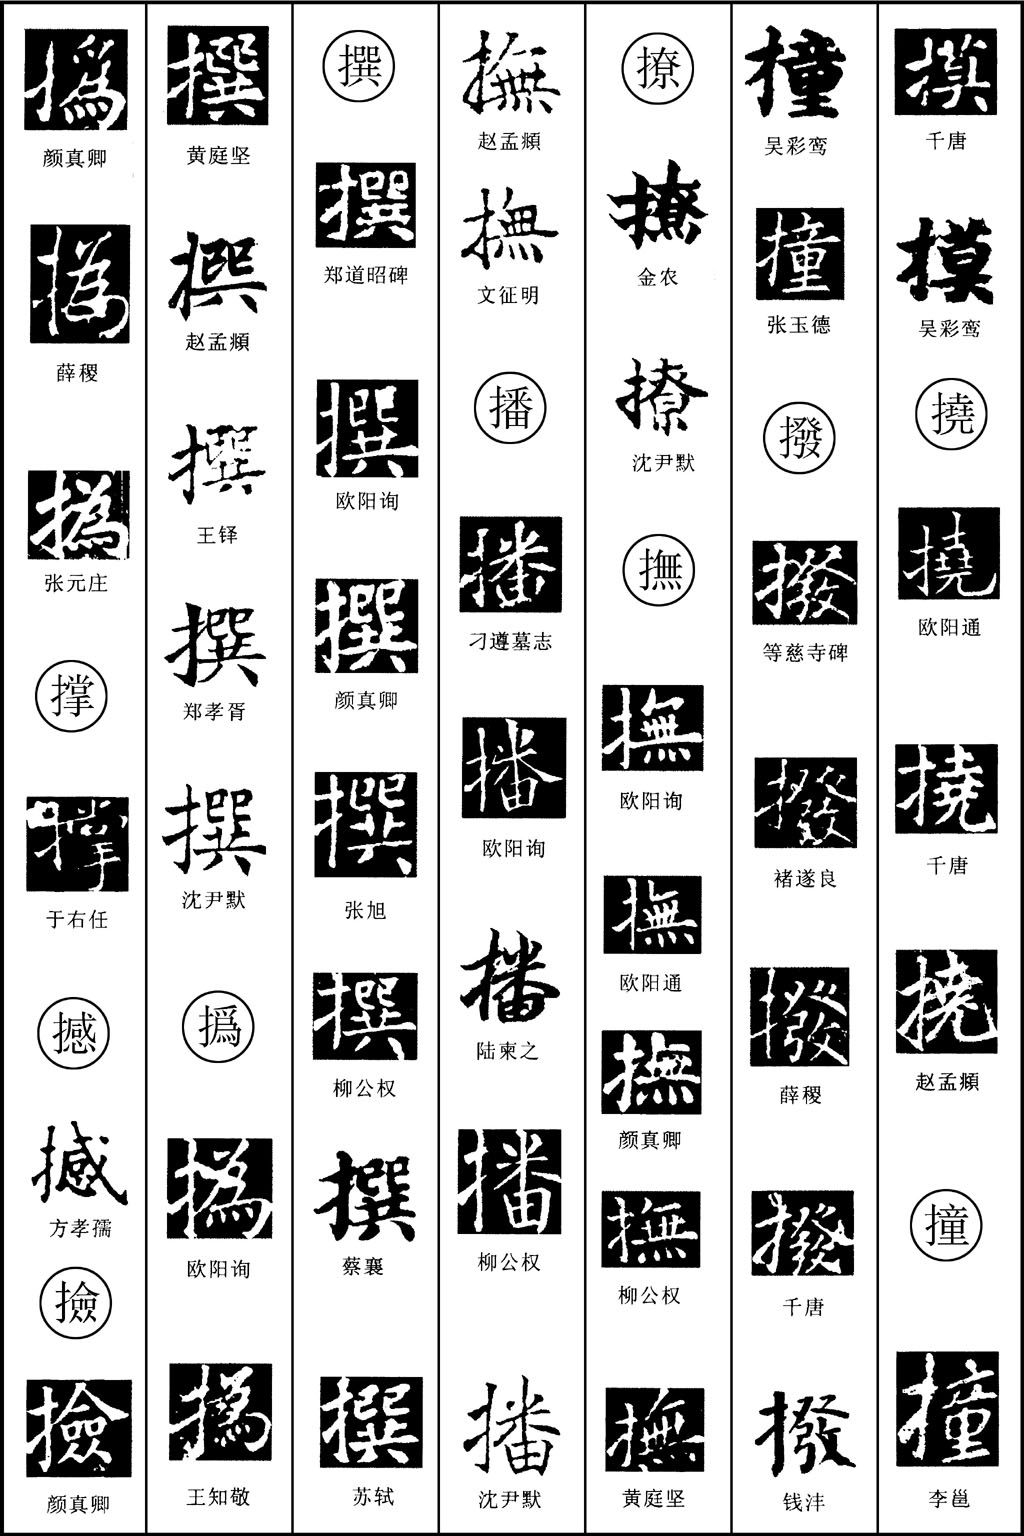 摸
千唐
摸
吴彩鸾
撓
撓
欧阳通
撓
千唐
撓
赵孟頫
撞
撞
李邕
撞
吴彩鸾
撞
张玉德
撥
撥
等慈寺碑
撥
褚遂良
撥
薛稷
撥
千唐
撥
钱沣
撩
撩
金农
撩
沈尹默
撫
撫
欧阳询
撫
欧阳通
撫
颜真卿
撫
柳公权
撫
黄庭坚
撫
赵孟頫
撫
文征明
播
播
刁遵墓志
播
欧阳询
播
陆柬之
播
柳公权
播
沈尹默
撰
撰
郑道昭碑
撰
欧阳询
撰
颜真卿
撰
张旭
撰
柳公权
撰
蔡襄
撰
苏轼
撰
黄庭坚
撰
赵孟頫
撰
王铎
撰
郑孝胥
撰
沈尹默
撝
撝
欧阳询
撝
王知敬
撝
颜真卿
撝
薛稷
撝
张元庄
撑
撑
于右任
撼
撼
方孝孺
撿
撿
颜真卿